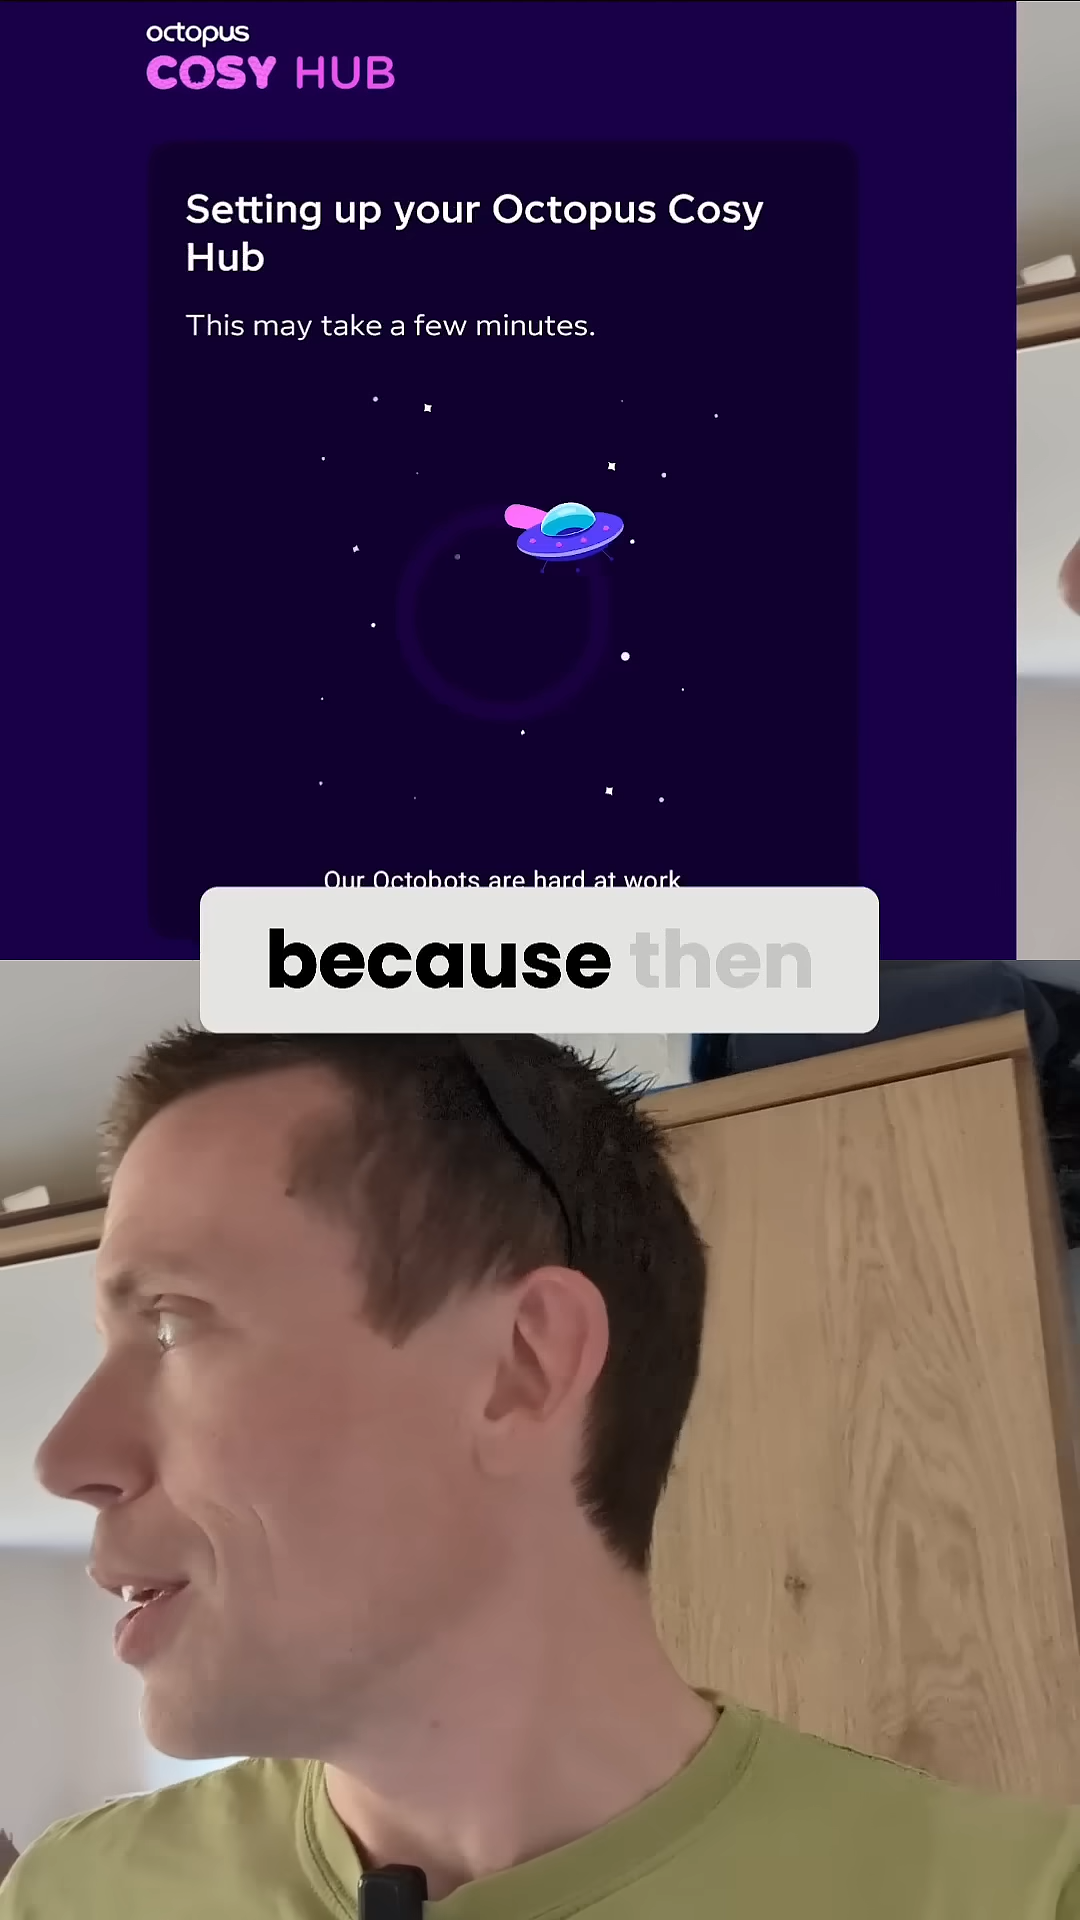 octopus
COSY HUB
Setting up your Octopus Cosy
Hub
This may take a few minutes.
Our Octobots are hard at work
because then